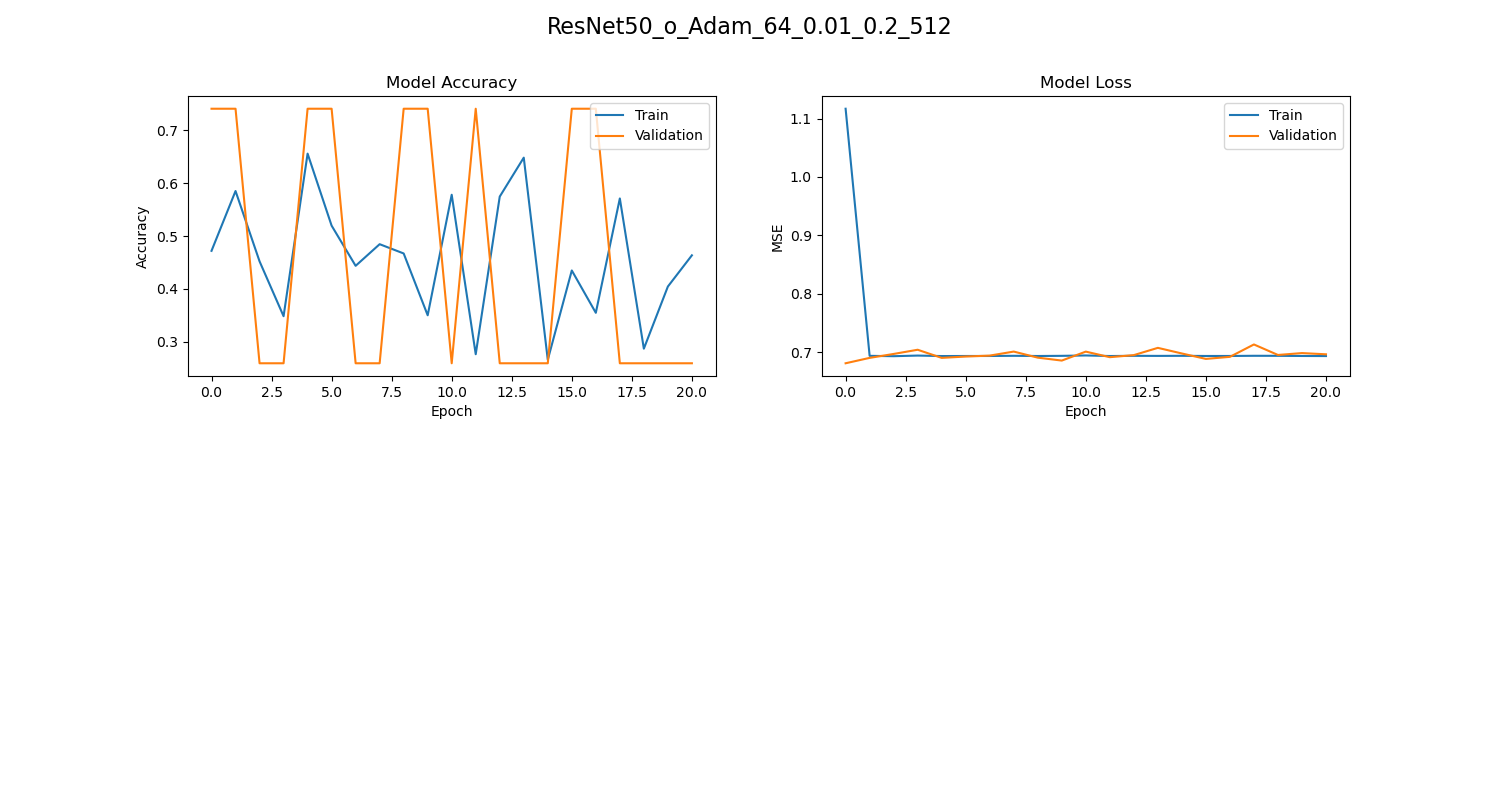 ResNet50_o_Adam_64_0.01_0.2_512
Model Accuracy
Train
Validation
0.7
0.6
0.5
0.4
0.3
Accuracy
0.0 2.5 5.0 7.5 10.0 12.5 15.0 17.5 20.0
Epoch
Model Loss
Train
Validation
1.1
1.0
0.9
0.8
0.7
MSE
0.0 2.5 5.0 7.5 10.0 12.5 15.0 17.5 20.0
Epoch